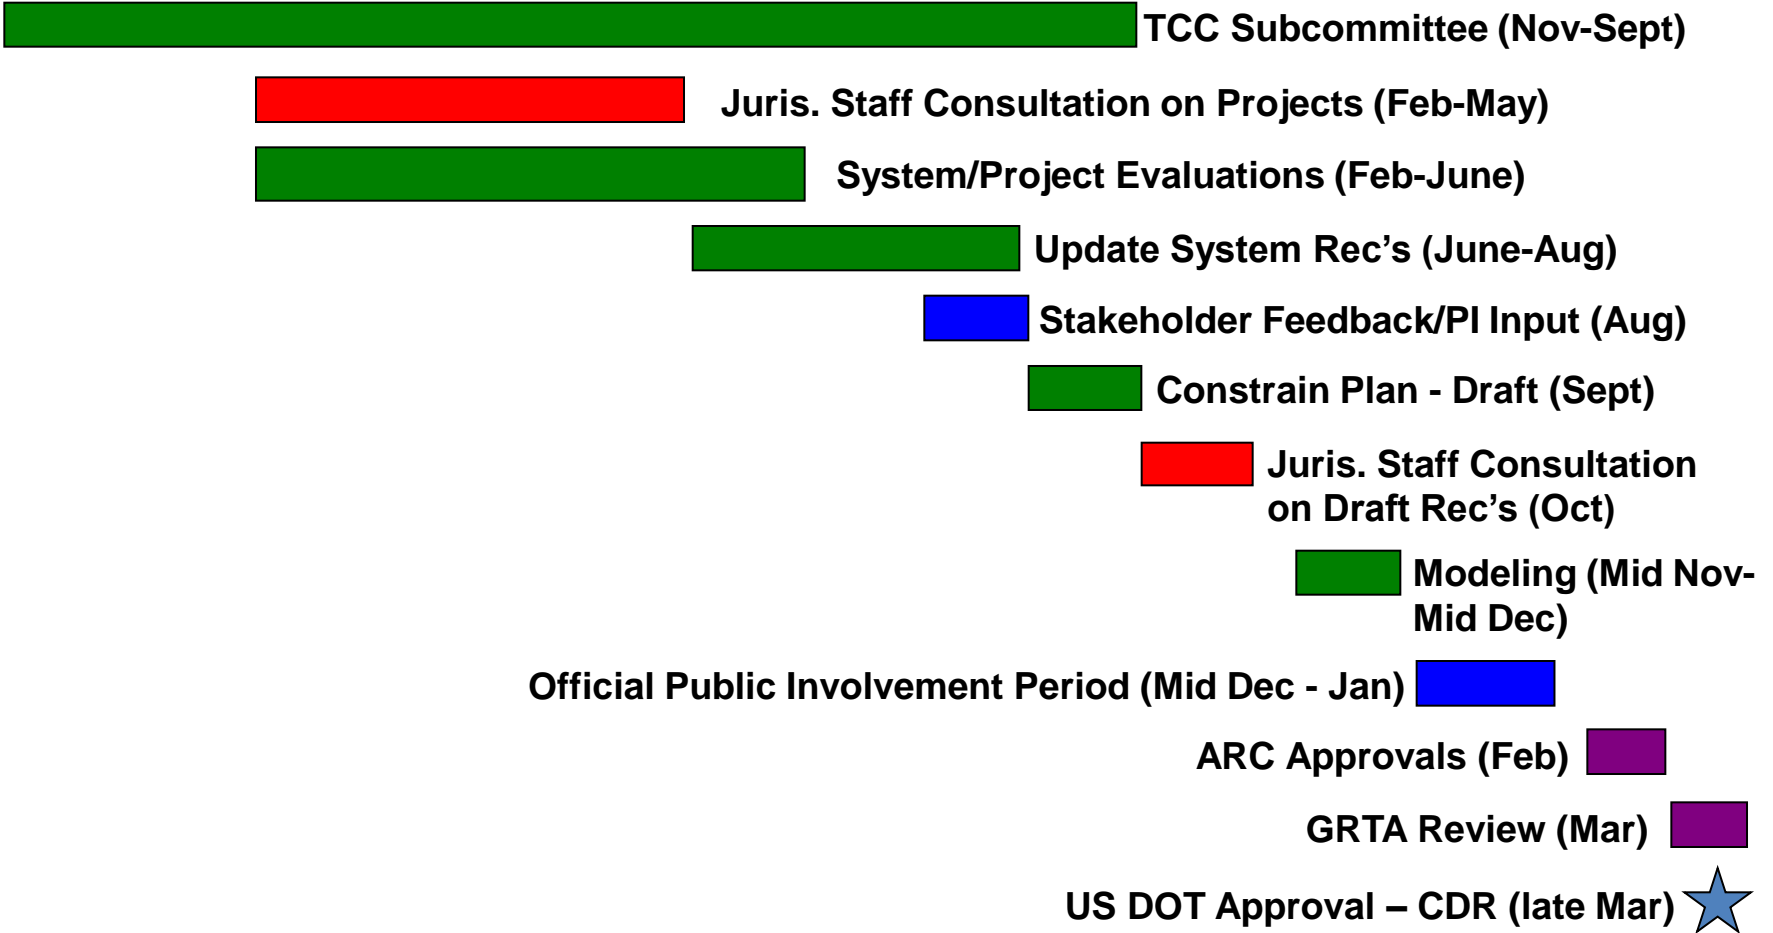 TCC Subcommittee (Nov-Sept)
Juris. Staff Consultation on Projects (Feb-May)
System/Project Evaluations (Feb-June)
Update System Rec’s (June-Aug)
Stakeholder Feedback/PI Input (Aug)
Constrain Plan - Draft (Sept)
Juris. Staff Consultation
on Draft Rec’s (Oct)
Modeling (Mid Nov-
Mid Dec)
Official Public Involvement Period (Mid Dec - Jan)
ARC Approvals (Feb)
GRTA Review (Mar)
US DOT Approval – CDR (late Mar)